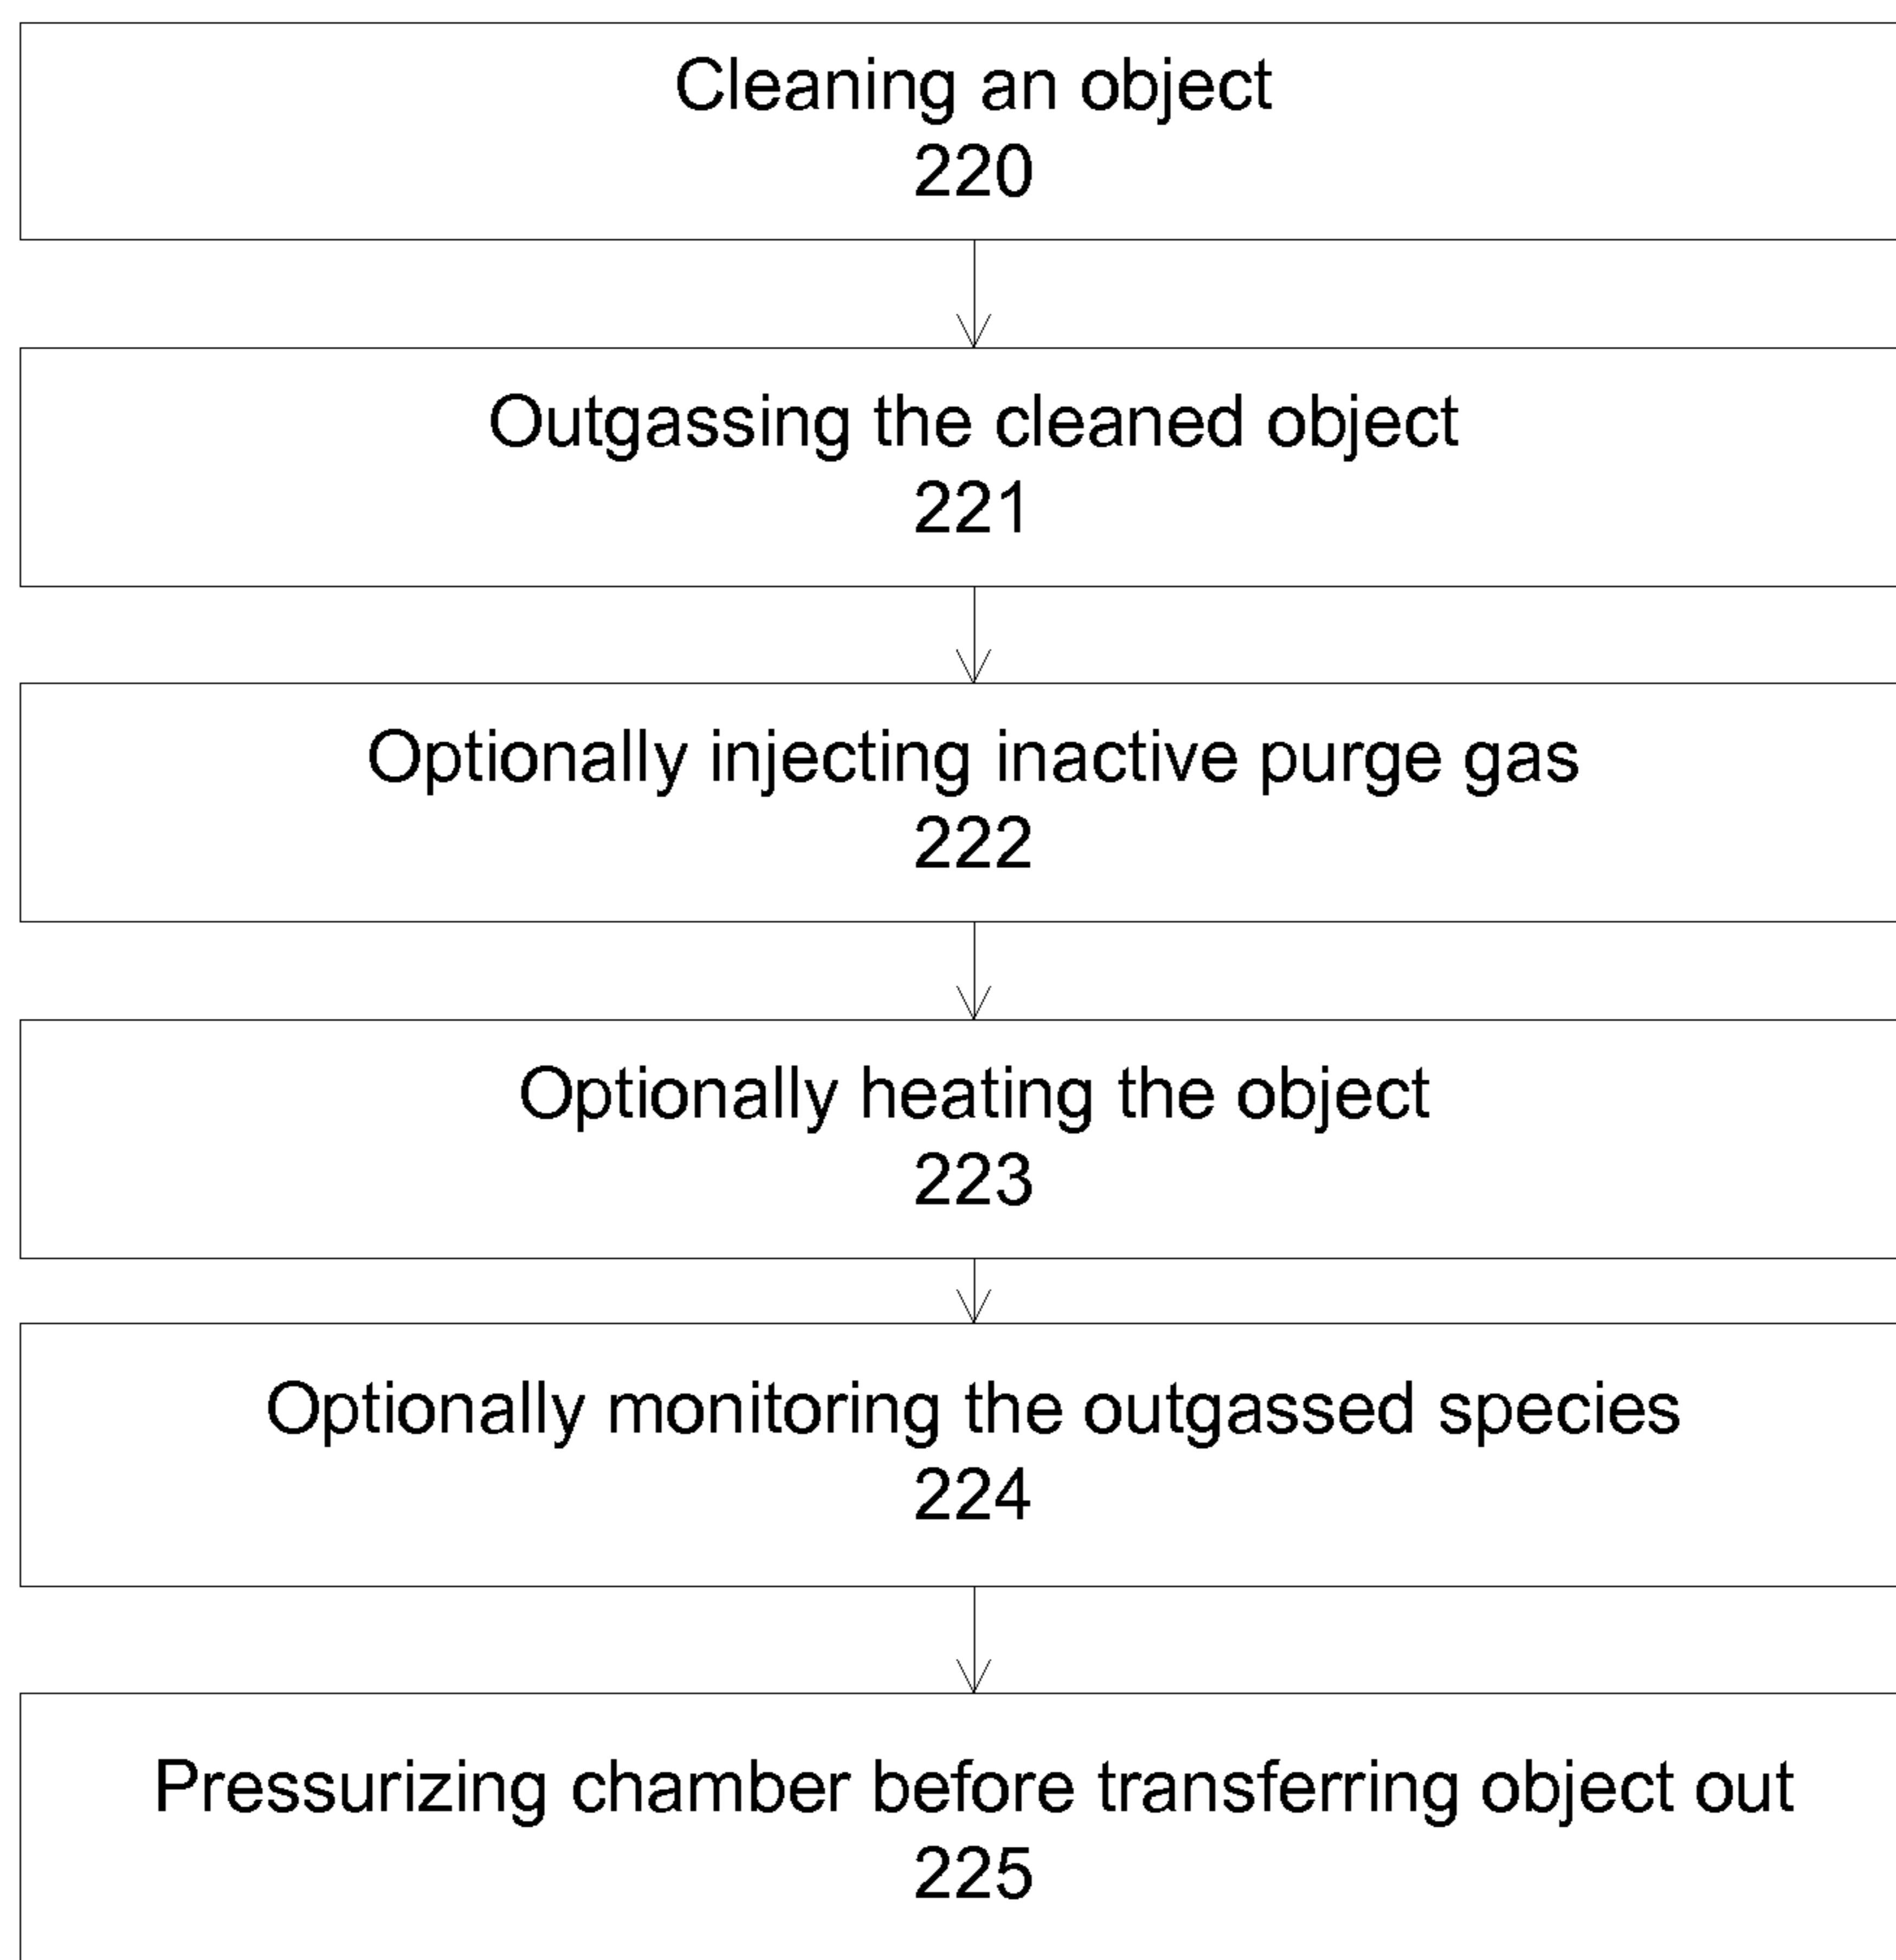 Cleaning an object
220
Outgassing the cleaned object
221
Optionally injecting inactive purge gas
222
Optionally heating the object
223
Optionally monitoring the outgassed species
224
Pressurizing chamber before transferring object out
225